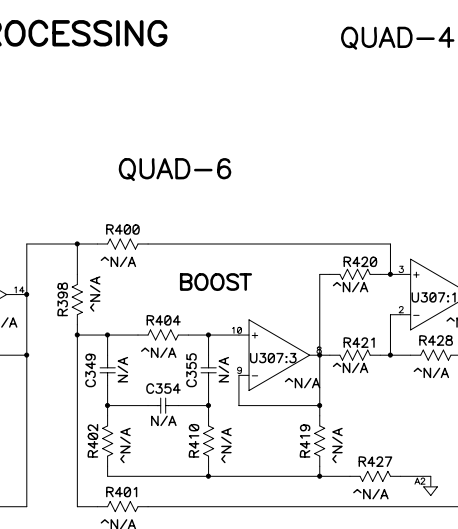 ROCESSING
QUAD-4
QUAD-6
R400
^N/A
BOOST
R420
^N/A
3
+
14
R398
^N/A
/A
U307:1
2
-
R404
^N/A
10
+
U307:3
8
R421
^N/A
R428
^N/A
C349
N/A
C355
N/A
9
-
^N/A
C354
N/A
R402
^N/A
R410
^N/A
R419
^N/A
R427
^N/A
A2
R401
^N/A